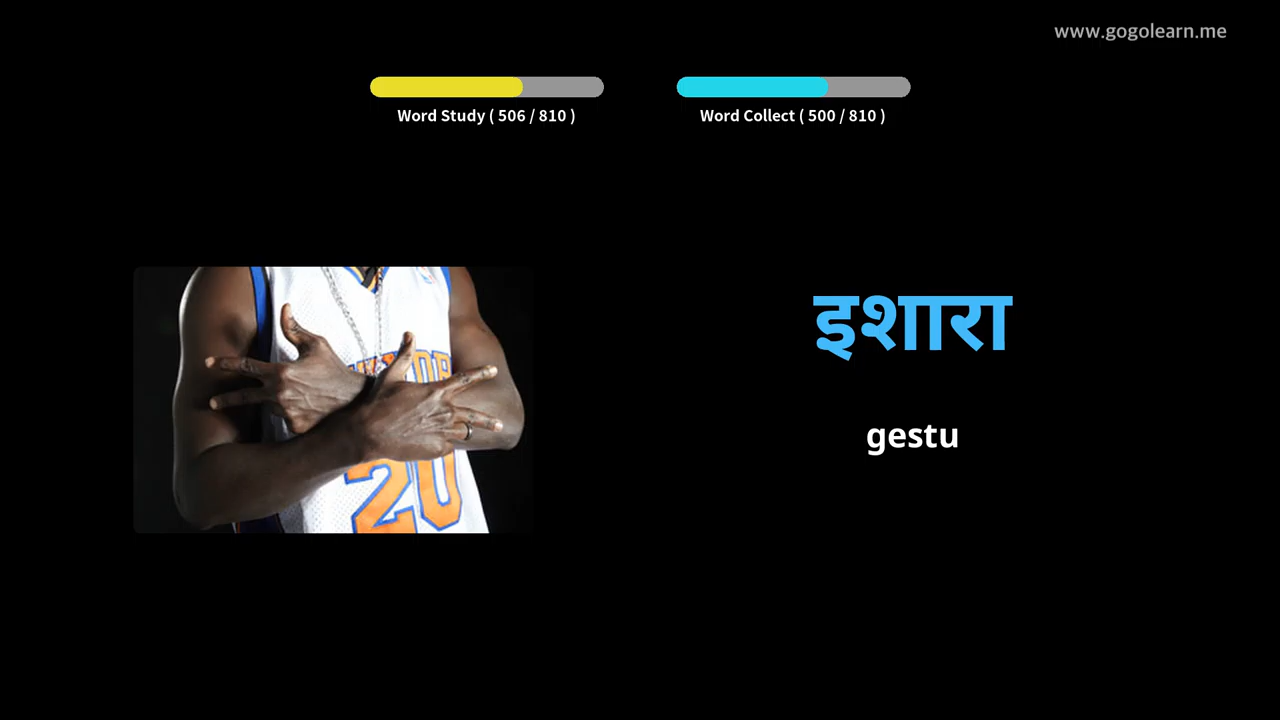 www.gogolearn.me
Word Study ( 506 / 810 )
Word Collect ( 500 / 810 )
इशारा
gestu
20